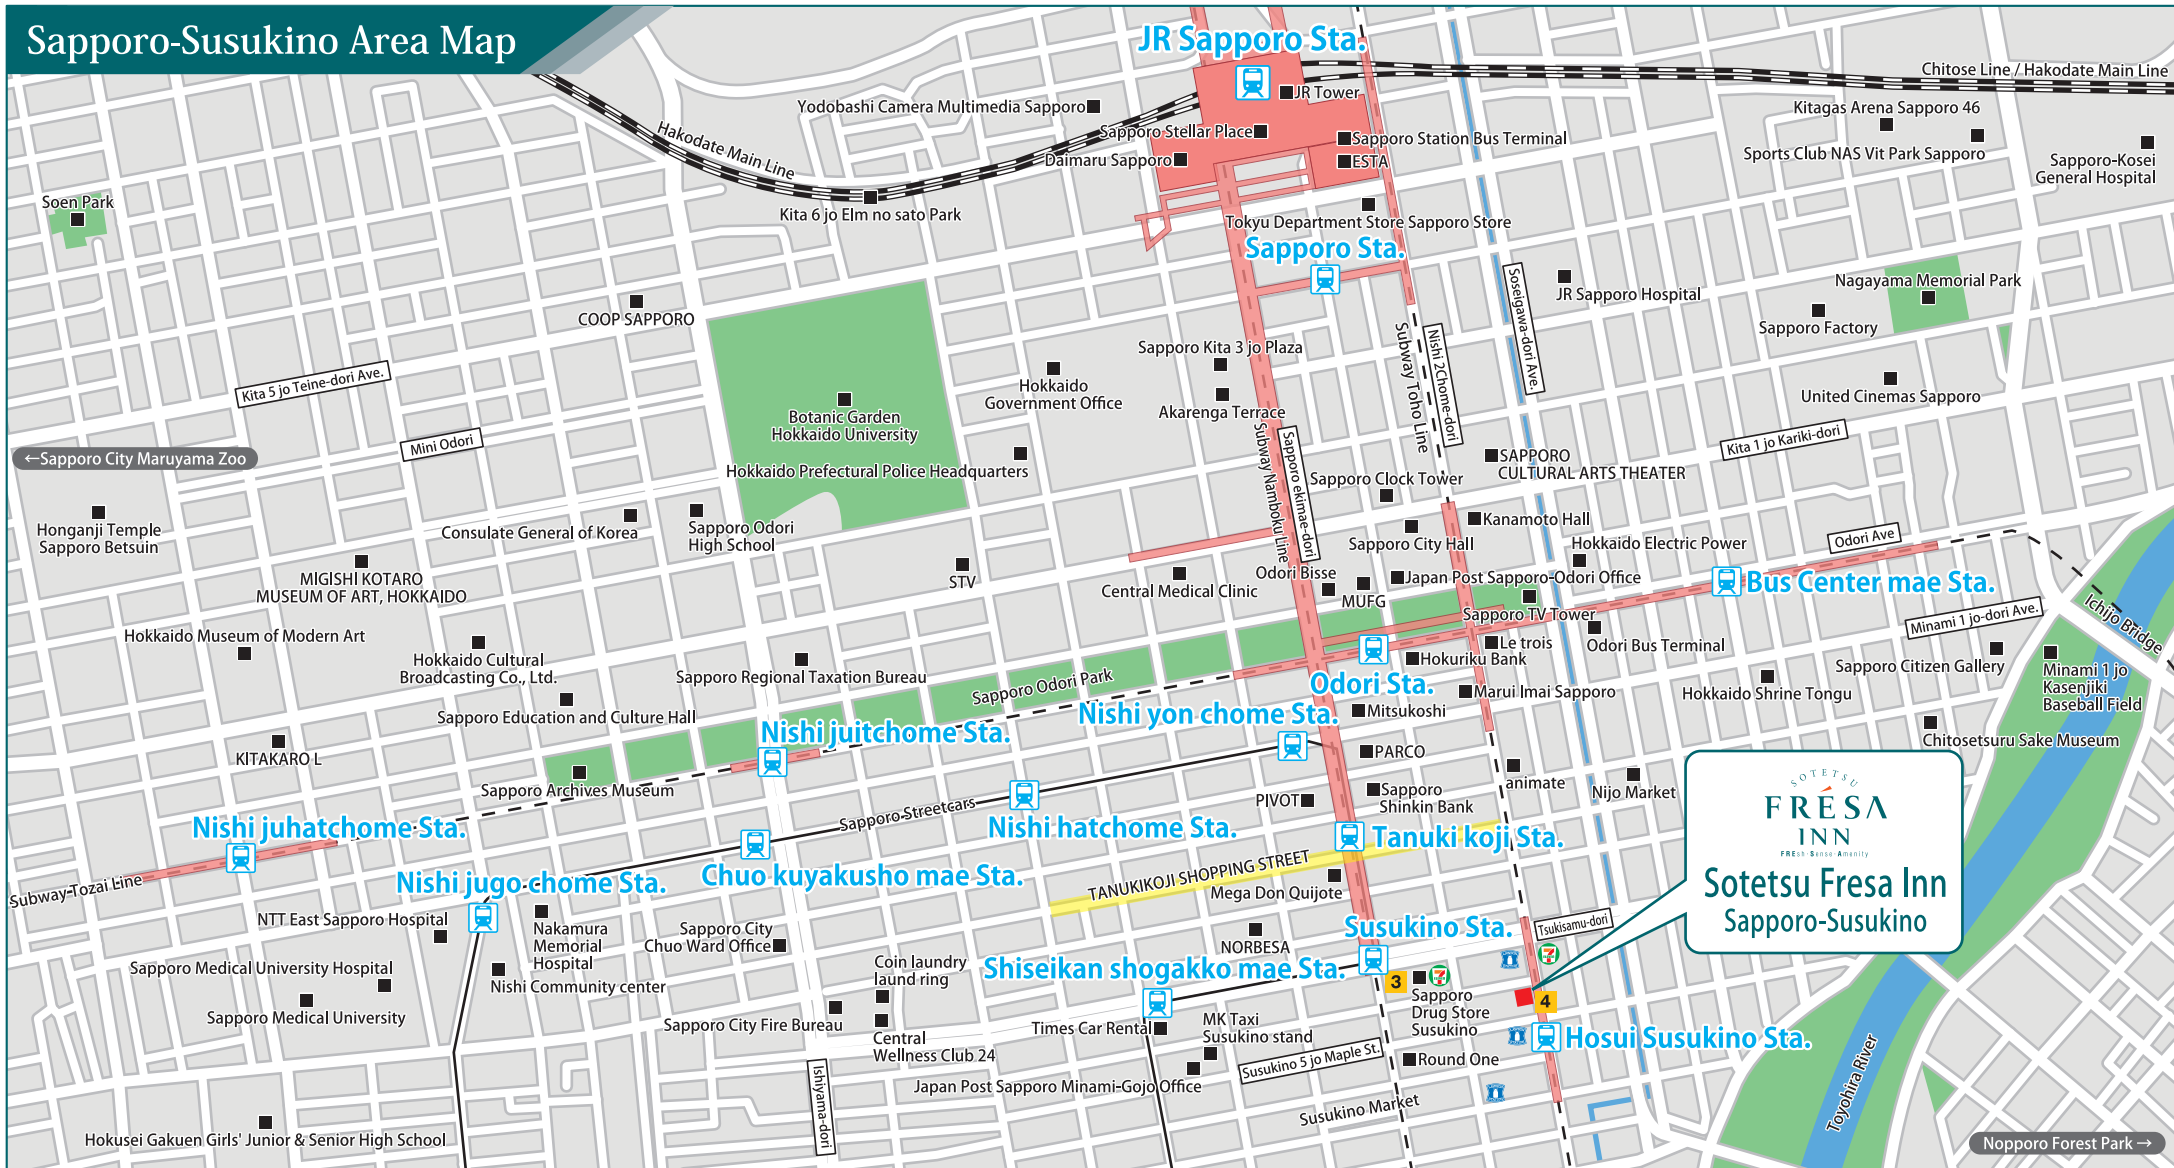 Sapporo-Susukino Area Map
JR Sapporo Sta.
Chitose Line / Hakodate Main Line
JR Tower
Yodobashi Camera Multimedia Sapporo
Kitagas Arena Sapporo 46
Hakodate Main Line
Sapporo Stellar Place
Sapporo Station Bus Terminal
Daimaru Sapporo
ESTA
Sports Club NAS Vit Park Sapporo
Sapporo-Kosei
General Hospital
Soen Park
Kita 6 jo Elm no sato Park
Tokyu Department Store Sapporo Store
Sapporo Sta.
Soseigawa-dori Ave.
JR Sapporo Hospital
Nagayama Memorial Park
COOP SAPPORO
Sapporo Factory
Subway Toho Line
Nishi 2Chome-dori
Sapporo Kita 3 jo Plaza
Kita 5 jo Teine-dori Ave.
Hokkaido
Government Office
Akarenga Terrace
United Cinemas Sapporo
Botanic Garden
Hokkaido University
Mini Odori
←Sapporo City Maruyama Zoo
Hokkaido Prefectural Police Headquarters
Subway Namboku Line
Sapporo ekimae-dori
Kita 1 jo Kariki-dori
SAPPORO
CULTURAL ARTS THEATER
Sapporo Clock Tower
Honganji Temple
Sapporo Betsuin
Consulate General of Korea
Sapporo Odori
High School
Kanamoto Hall
Sapporo City Hall
Hokkaido Electric Power
Odori Ave
MIGISHI KOTARO
MUSEUM OF ART, HOKKAIDO
STV
Central Medical Clinic
Odori Bisse
MUFG
Japan Post Sapporo-Odori Office
Bus Center mae Sta.
Sapporo TV Tower
Minami 1 jo-dori Ave.
Ichijo Bridge
Hokkaido Museum of Modern Art
Hokkaido Cultural
Broadcasting Co., Ltd.
Sapporo Regional Taxation Bureau
Sapporo Odori Park
Le trois
Hokuriku Bank
Odori Bus Terminal
Sapporo Citizen Gallery
Minami 1 jo
Kasenjiki
Baseball Field
Odori Sta.
Marui Imai Sapporo
Hokkaido Shrine Tongu
Sapporo Education and Culture Hall
Nishi yon chome Sta.
Mitsukoshi
Nishi juitchome Sta.
Chitosetsuru Sake Museum
KITAKARO L
PARCO
Sapporo Archives Museum
Sapporo Streetcars
animate
Nijo Market
PIVOT
Sapporo
Shinkin Bank
SOTETSU
FRESA
INN
FREsh·Sense·Amenity
Sotetsu Fresa Inn
Sapporo-Susukino
Nishi juhatchome Sta.
Nishi hatchome Sta.
Tanuki koji Sta.
Chuo kuyakusho mae Sta.
TANUKIKOJI SHOPPING STREET
Mega Don Quijote
Subway Tozai Line
Nishi jugo chome Sta.
NTT East Sapporo Hospital
Nakamura
Memorial
Hospital
Sapporo City
Chuo Ward Office
NORBESA
Susukino Sta.
Tsukisamu-dori
Sapporo Medical University Hospital
Nishi Community center
Coin laundry
laund ring
Shiseikan shogakko mae Sta.
3
Sapporo
Drug Store
Susukino
4
Sapporo Medical University
Sapporo City Fire Bureau
Central
Wellness Club 24
Times Car Rental
MK Taxi
Susukino stand
Hosui Susukino Sta.
Susukino 5 jo Maple St.
Round One
Japan Post Sapporo Minami-Gojo Office
Ishiyama-dori
Susukino Market
Toyohira River
Hokusei Gakuen Girls' Junior & Senior High School
Nopporo Forest Park →